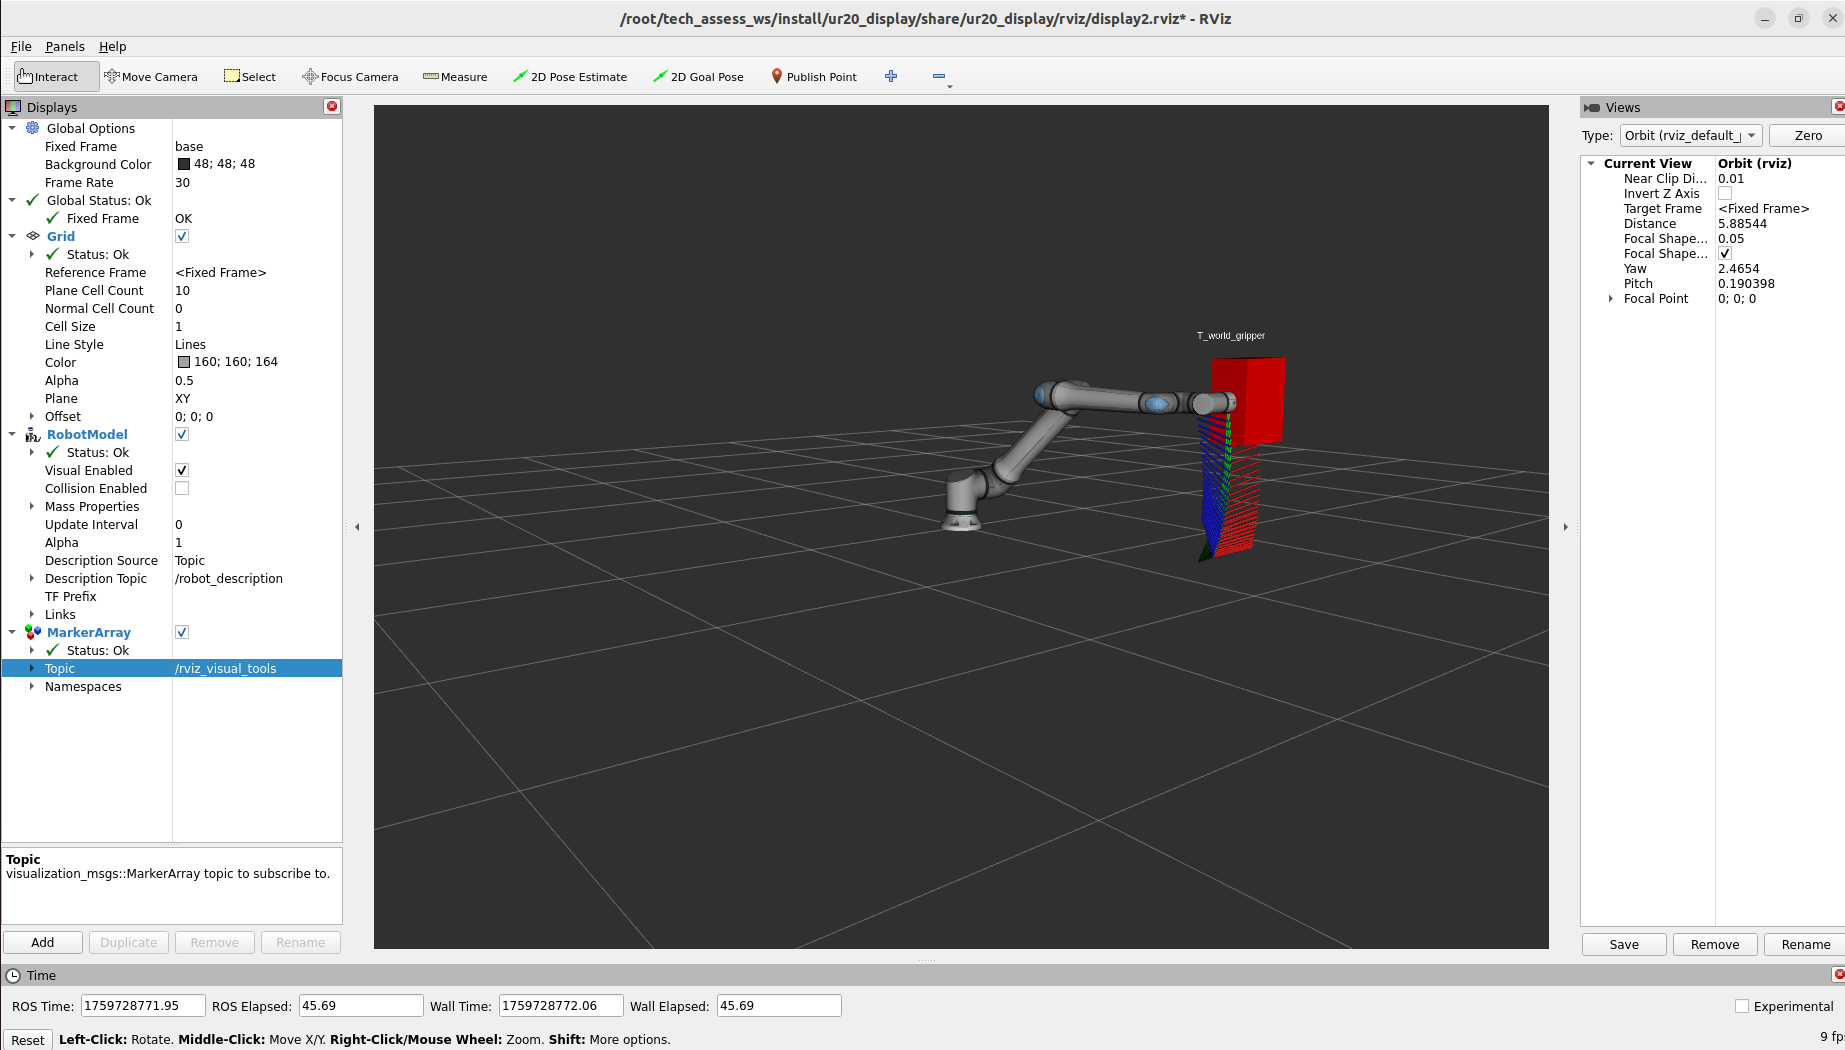 /root/tech_assess_ws/install/ur20_display/share/ur20_display/rviz/display2.rviz* - RViz
File Panels Help
Interact Move Camera Select Focus Camera Measure 2D Pose Estimate 2D Goal Pose Publish Point
Displays
Global Options
Fixed Frame base
Background Color 48; 48; 48
Frame Rate 30
Global Status: Ok
Fixed Frame OK
Grid
Status: Ok
Reference Frame <Fixed Frame>
Plane Cell Count 10
Normal Cell Count 0
Cell Size 1
Line Style Lines
Color 160; 160; 164
Alpha 0.5
Plane XY
Offset 0; 0; 0
RobotModel
Status: Ok
Visual Enabled
Collision Enabled
Mass Properties
Update Interval 0
Alpha 1
Description Source Topic
Description Topic /robot_description
TF Prefix
Links
MarkerArray
Status: Ok
Topic /rviz_visual_tools
Namespaces
Topic
visualization_msgs::MarkerArray topic to subscribe to.
Add Duplicate Remove Rename
T_world_gripper
Views
Type: Orbit (rviz_default_ Zero
Current View Orbit (rviz)
Near Clip Di... 0.01
Invert Z Axis
Target Frame <Fixed Frame>
Distance 5.88544
Focal Shape... 0.05
Focal Shape...
Yaw 2.4654
Pitch 0.190398
Focal Point 0; 0; 0
Save Remove Rename
Time
ROS Time: 1759728771.95 ROS Elapsed: 45.69 Wall Time: 1759728772.06 Wall Elapsed: 45.69 Experimental
Reset Left-Click: Rotate. Middle-Click: Move X/Y. Right-Click/Mouse Wheel: Zoom. Shift: More options. 9 fp